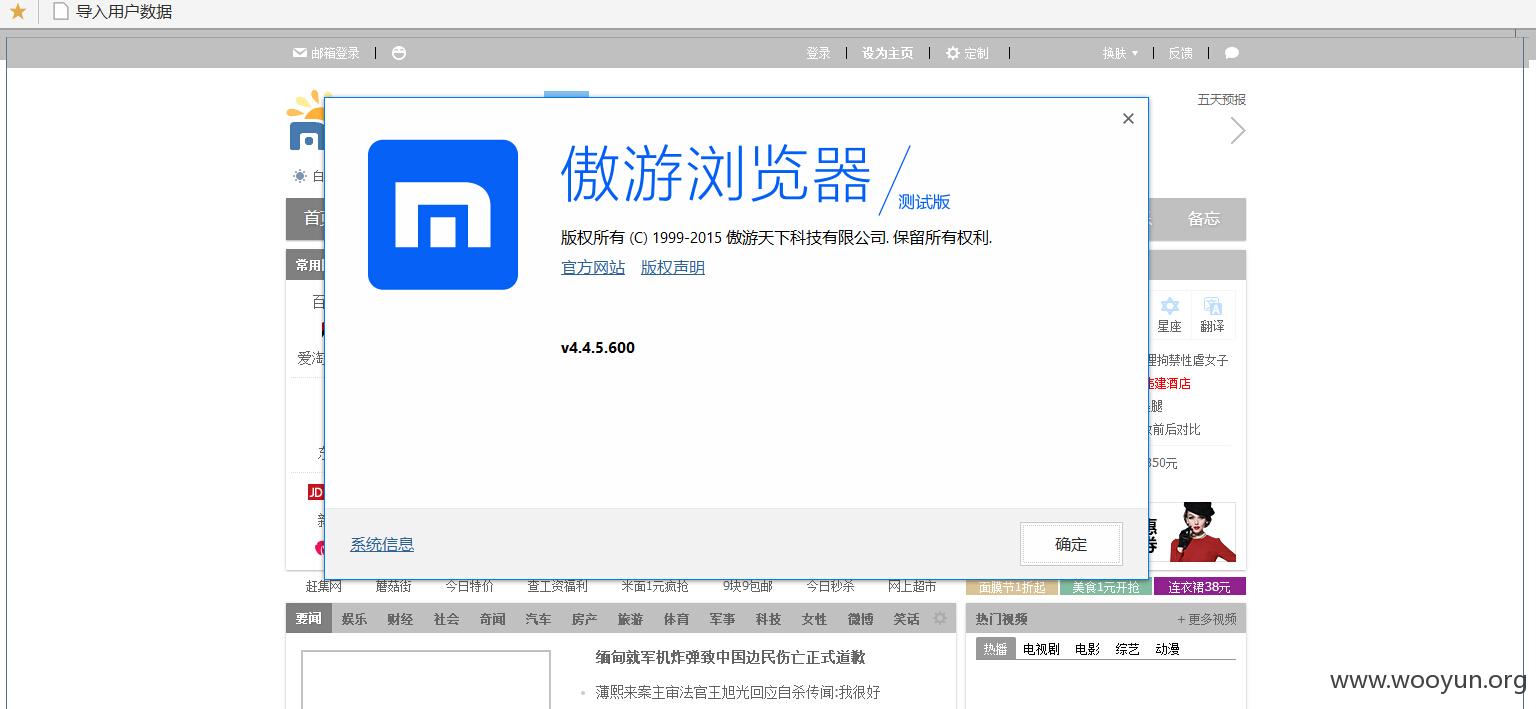 导入用户数据
邮箱登录
登录 设为主页 定制 换肤 反馈
五天预报
傲游浏览器
测试版
版权所有 (C) 1999-2015 傲游天下科技有限公司. 保留所有权利.
官方网站 版权声明
v4.4.5.600
白
备忘
常用
百
星座 翻译
爱淘
理拘禁性虐女子
违建酒店
腿
前后对比
350元
JD
新
系统信息
确定
赶集网 蘑菇街 今日特价 查工资福利 米面1元疯抢 9块9包邮 今日秒杀 网上超市
面膜节1折起 美食1元开抢 连衣裙38元
要闻 娱乐 财经 社会 奇闻 汽车 房产 旅游 体育 军事 科技 女性 微博 笑话
热门视频 + 更多视频
热播 电视剧 电影 综艺 动漫
缅甸就军机炸弹致中国边民伤亡正式道歉
薄熙来案主审法官王旭光回应自杀传闻:我很好
www.wooyun.org